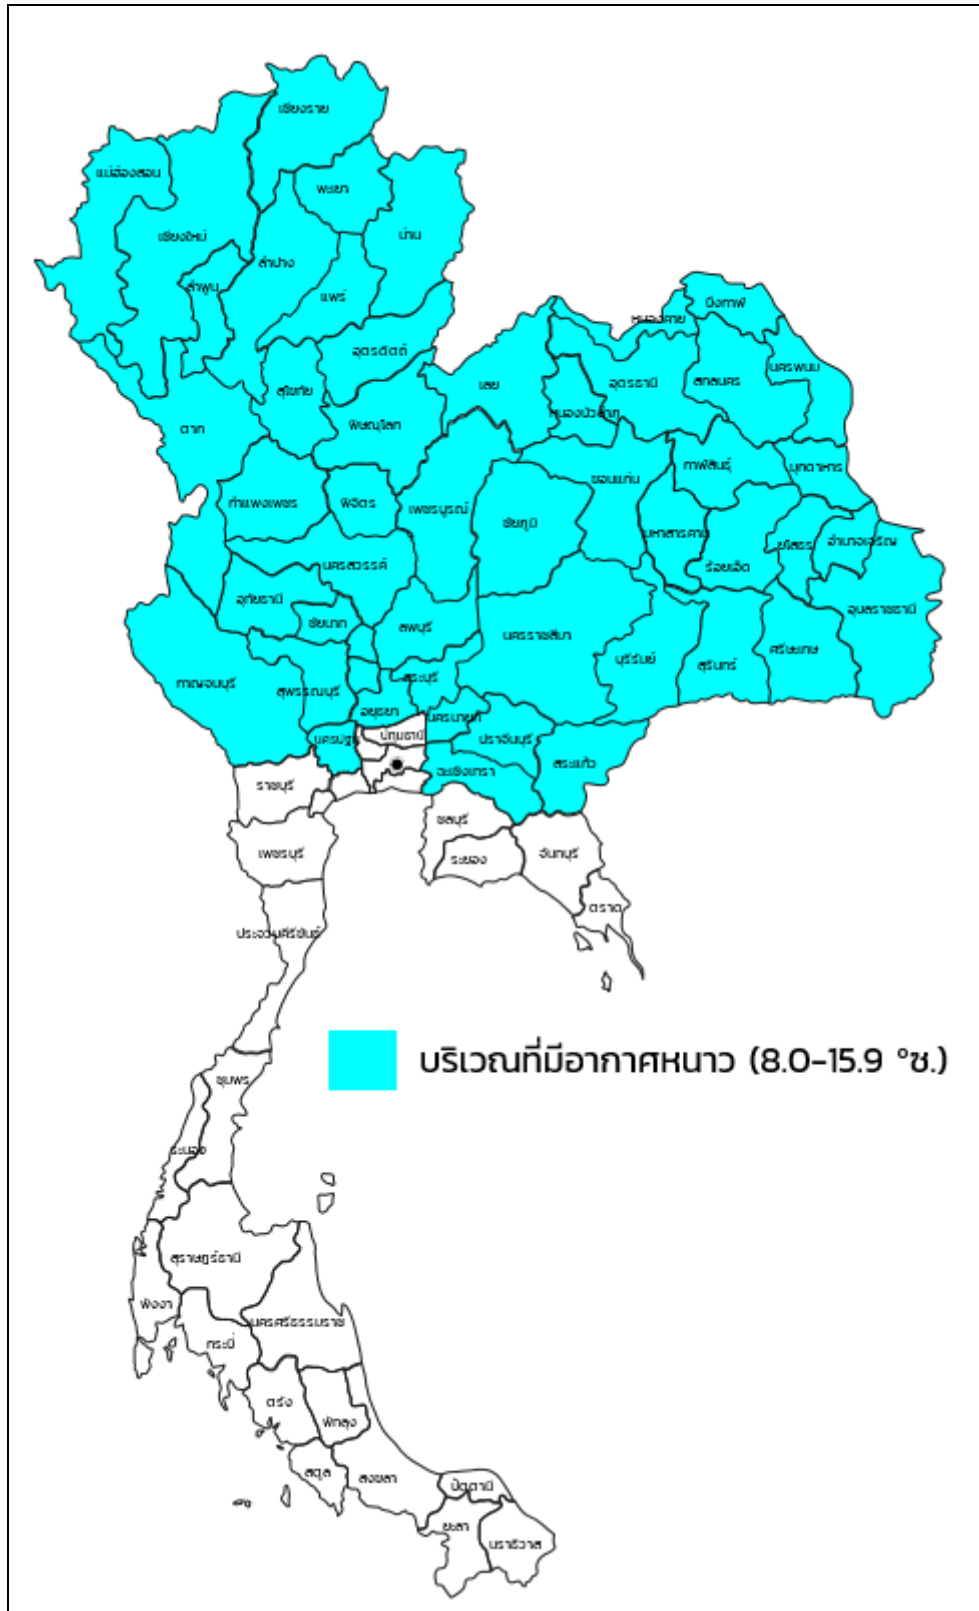 เชียงราย
แม่ฮ่องสอน
พะเยา
เชียงใหม่
น่าน
ลำปาง
ลำพูน
แพร่
บึงกาฬ
หนองคาย
อุตรดิตถ์
นครพนม
เลย
อุดรธานี
สกลนคร
สุโขทัย
หนองบัวลำภู
พิษณุโลก
ตาก
กาฬสินธุ์
มุกดาหาร
ขอนแก่น
กำแพงเพชร
พิจิตร
เพชรบูรณ์
ชัยภูมิ
มหาสารคาม
ยโสธร
อำนาจเจริญ
นครสวรรค์
ร้อยเอ็ด
อุทัยธานี
อุบลราชธานี
ชัยนาท
ลพบุรี
นครราชสีมา
บุรีรัมย์
สุรินทร์
ศรีษะเกษ
กาญจนบุรี
สุพรรณบุรี
สระบุรี
อยุธยา
นครนายก
นครปฐม
ปทุมธานี
ปราจีนบุรี
สระแก้ว
ฉะเชิงเทรา
ราชบุรี
ชลบุรี
เพชรบุรี
ระยอง
จันทบุรี
ตราด
ประจวบคีรีขันธ์
บริเวณที่มีอากาศหนาว (8.0-15.9 °ซ.)
ชุมพร
ระนอง
สุราษฎร์ธานี
พังงา
นครศรีธรรมราช
กระบี่
ตรัง
พัทลุง
สตูล
สงขลา
ปัตตานี
ยะลา
นราธิวาส